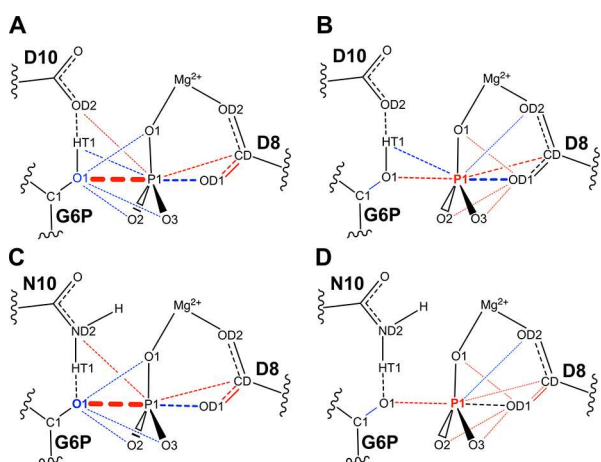 A
D10
O
OD2
HT1
O1
C1
G6P
Mg2+
O1
P1
O2
O3
OD2
CD
D8
OD1
B
D10
O
OD2
HT1
O1
C1
G6P
Mg2+
O1
P1
O2
O3
OD2
CD
D8
OD1
C
N10
O
H
ND2
HT1
O1
C1
G6P
Mg2+
O1
P1
O2
O3
OD2
CD
D8
OD1
D
N10
O
H
ND2
HT1
O1
C1
G6P
Mg2+
O1
P1
O2
O3
OD2
CD
D8
OD1